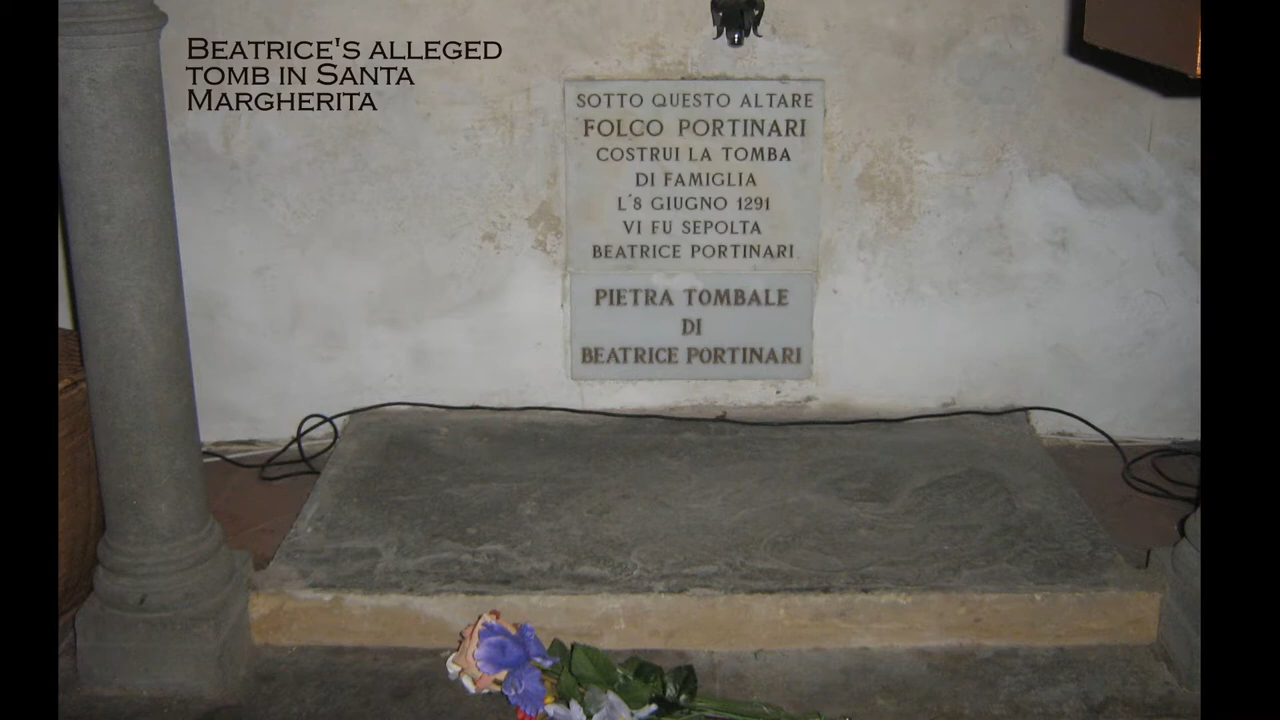 BEATRICE'S ALLEGED
TOMB IN SANTA
MARGHERITA
SOTTO QUESTO ALTARE
FOLCO PORTINARI
COSTRUI LA TOMBA
DI FAMIGLIA
L'8 GIUGNO 1291
VI FU SEPOLTA
BEATRICE PORTINARI
PIETRA TOMBALE
DI
BEATRICE PORTINARI